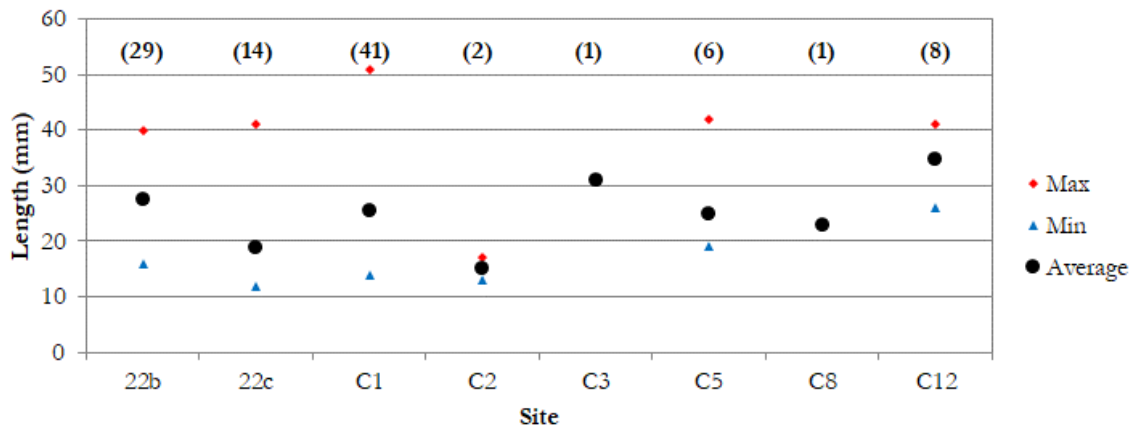 60
(29) (14) (41) (2) (1) (6) (1) (8)
50
40
30
20
10
0
Length (mm)
22b 22c C1 C2 C3 C5 C8 C12
Site
Max
Min
Average